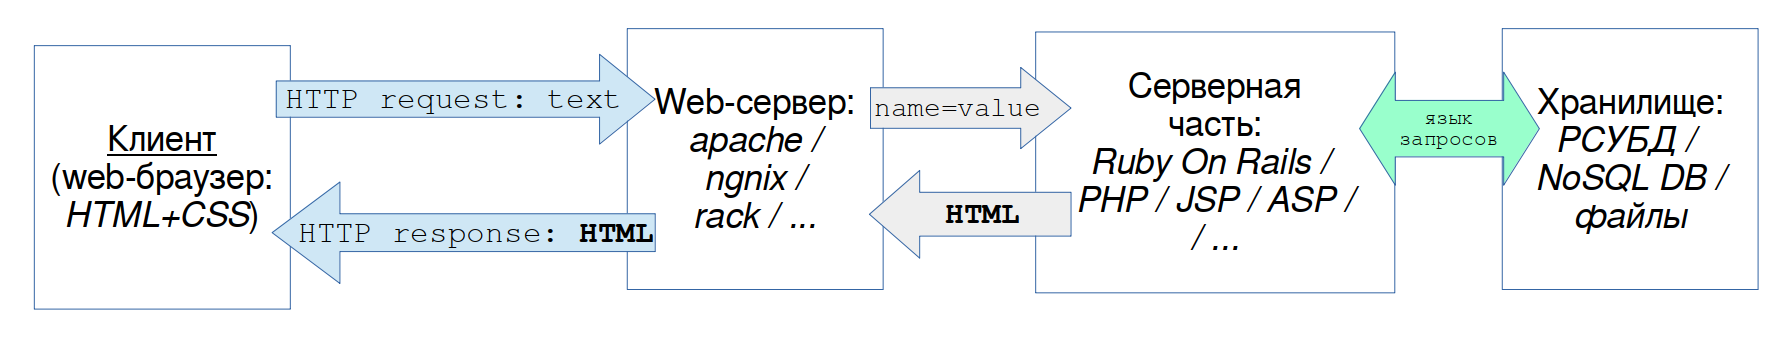 Клиент
(web-браузер:
HTML+CSS)
HTTP request: text
HTTP response: HTML
Web-сервер:
apache /
ngnix /
rack / ...
name=value
HTML
Серверная
часть:
Ruby On Rails /
PHP / JSP / ASP /
/ ...
язык
запросов
Хранилище:
РСУБД /
NoSQL DB /
файлы